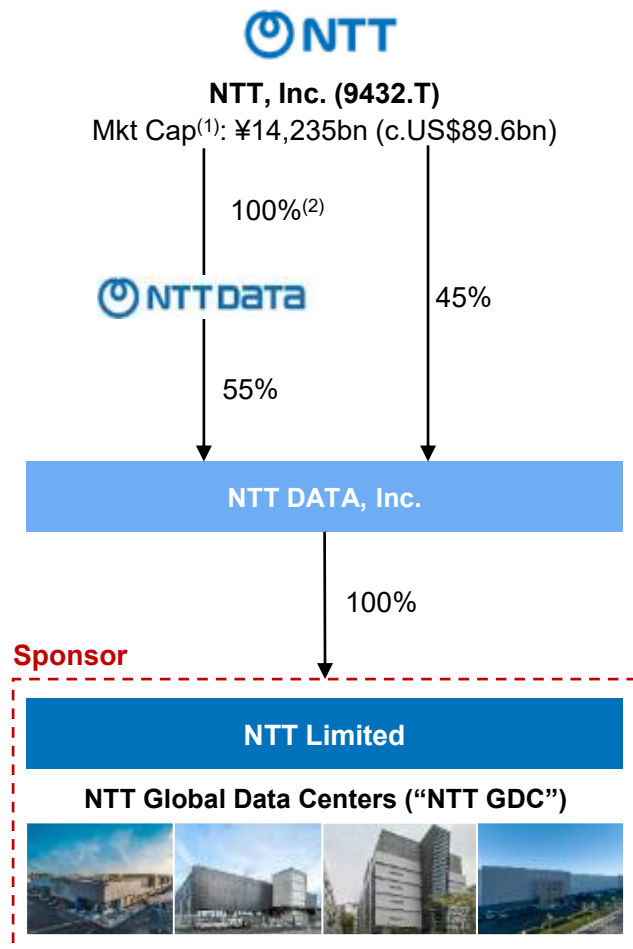 NTT
NTT, Inc. (9432.T)
Mkt Cap(1): ¥14,235bn (c.US$89.6bn)
100%(2)
NTT DATA
45%
55%
NTT DATA, Inc.
100%
Sponsor
NTT Limited
NTT Global Data Centers (“NTT GDC”)